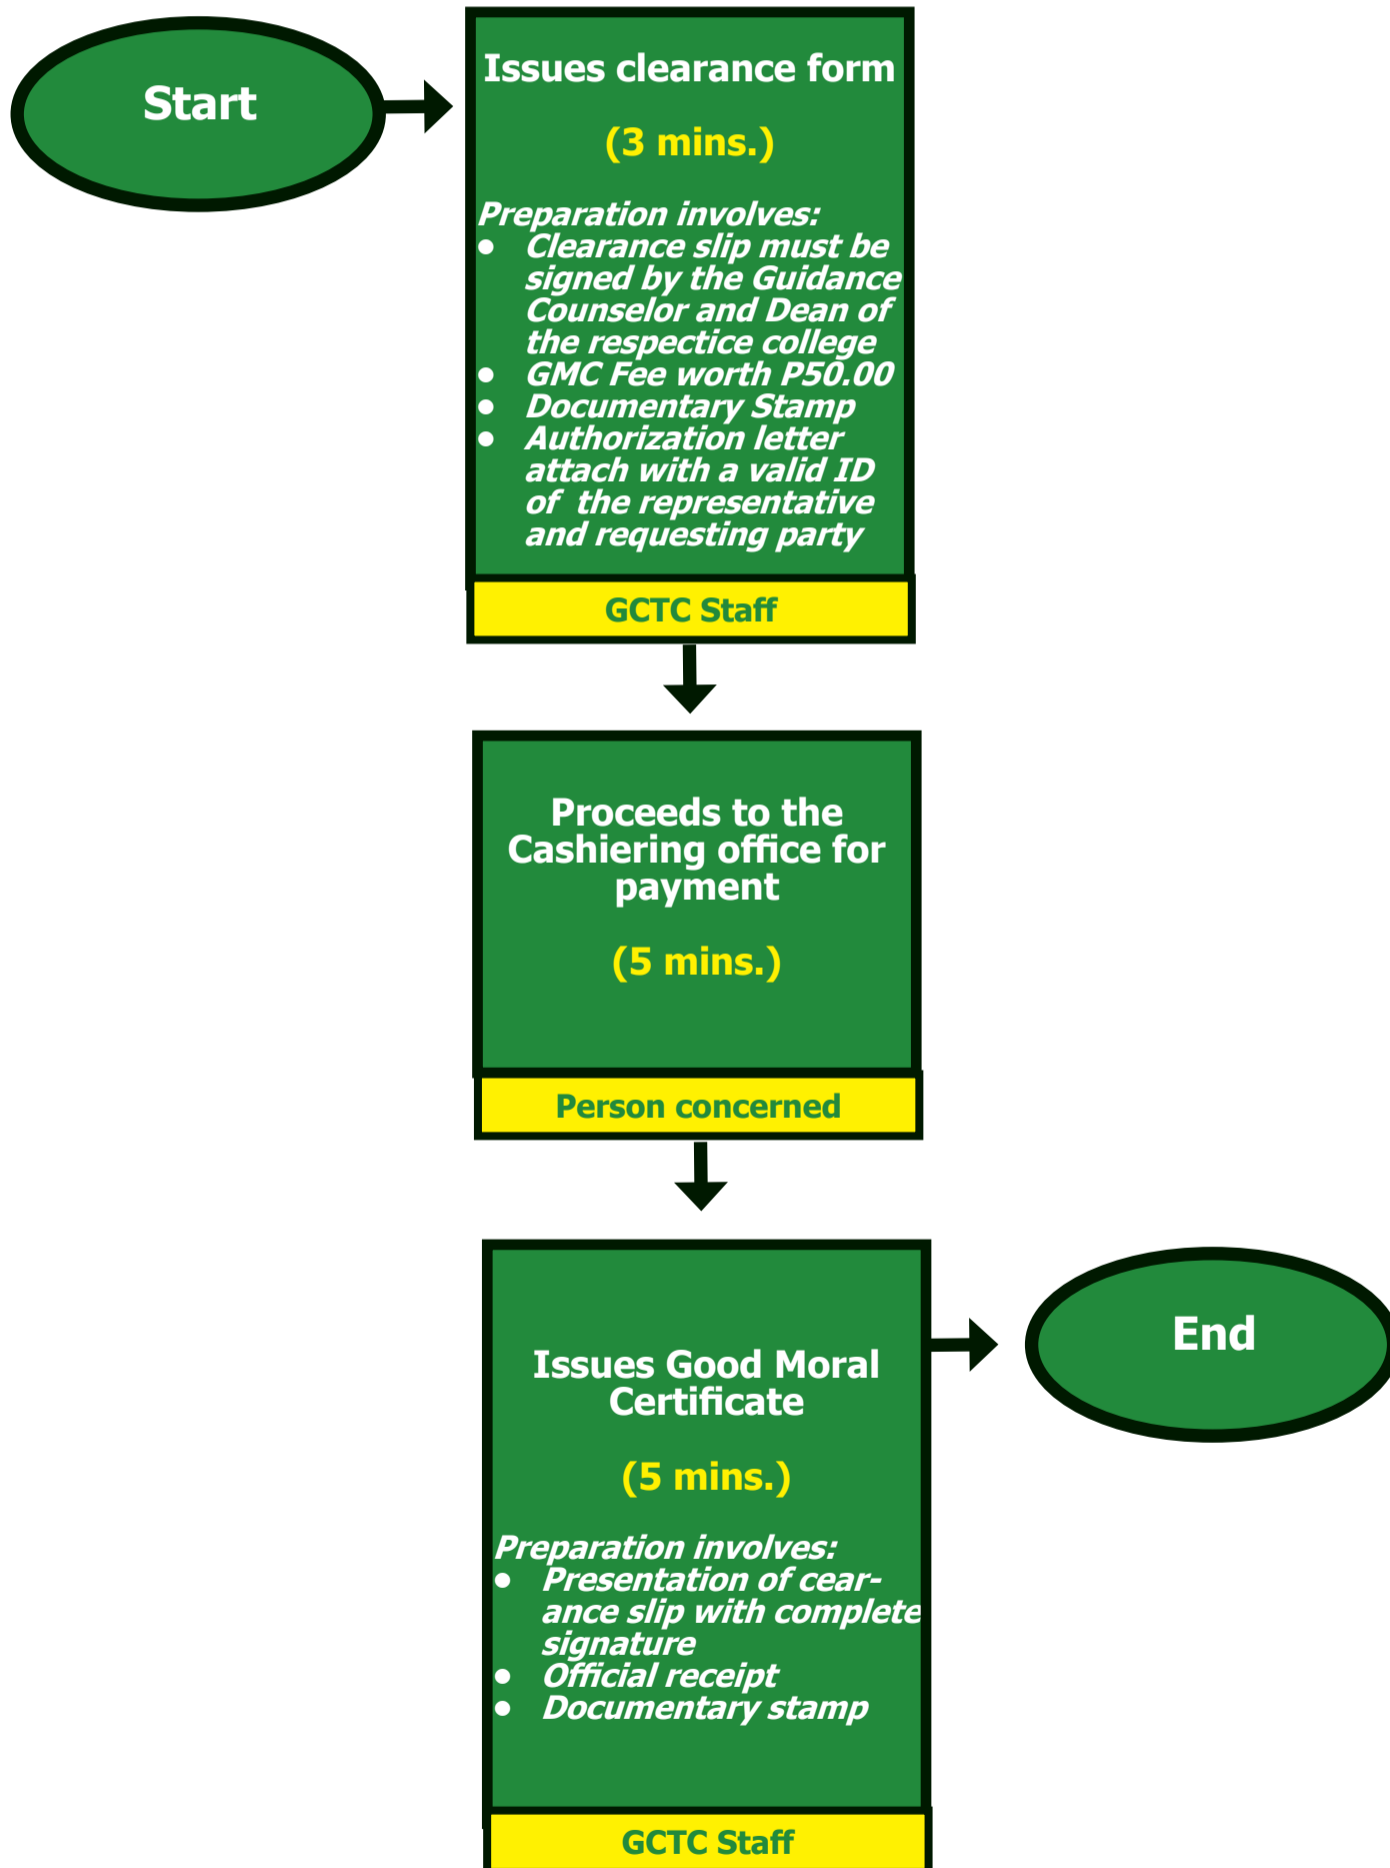 Start
Issues clearance form
(3 mins.)
Preparation involves:
● Clearance slip must be
signed by the Guidance
Counselor and Dean of
the respectice college
● GMC Fee worth P50.00
● Documentary Stamp
● Authorization letter
attach with a valid ID
of the representative
and requesting party
GCTC Staff
Proceeds to the
Cashiering office for
payment
(5 mins.)
Person concerned
Issues Good Moral
Certificate
(5 mins.)
Preparation involves:
● Presentation of cear-
ance slip with complete
signature
● Official receipt
● Documentary stamp
GCTC Staff
End